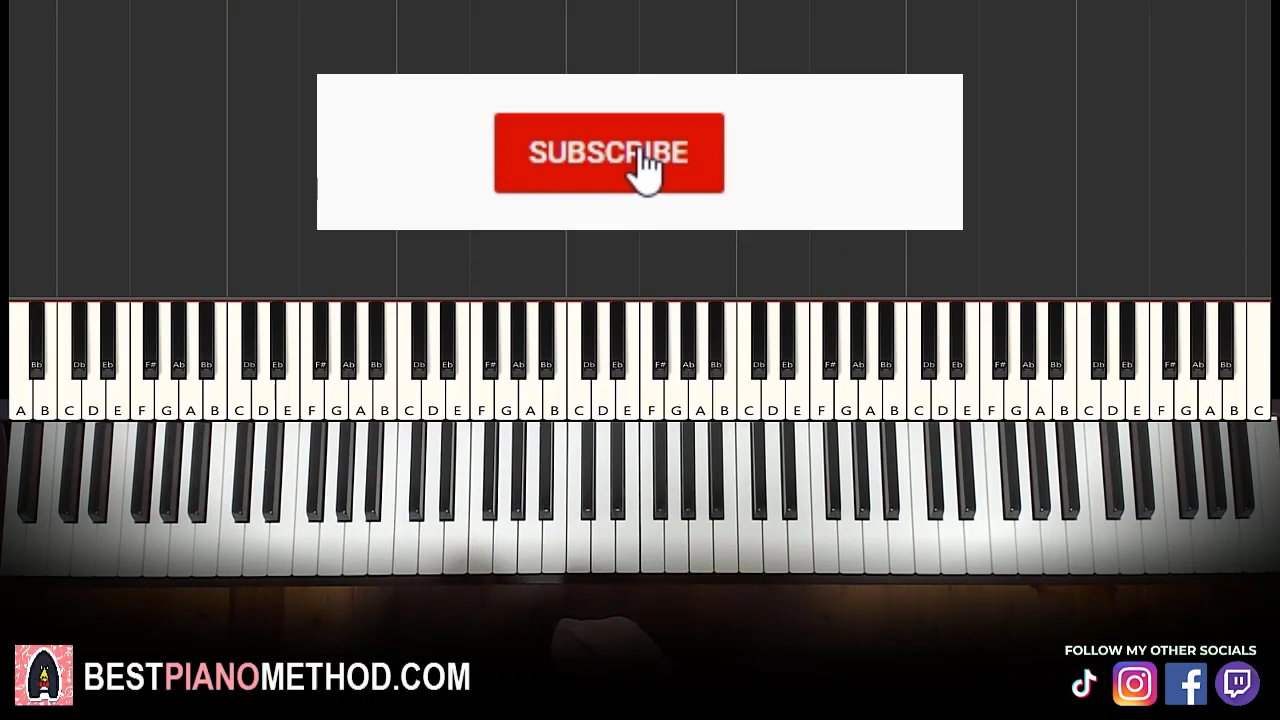 SUBSCRIBE
Bb Db Eb F# Ab Bb Db Eb F# Ab Bb Db Eb F# Ab Bb Db Eb F# Ab Bb Db Eb F# Ab Bb Db Eb F# Ab Bb Db Eb F# Ab Bb
A B C D E F G A B C D E F G A B C D E F G A B C D E F G A B C D E F G A B C D E F G A B C D E F G A B C
FOLLOW MY OTHER SOCIALS
BESTPIANOMETHOD.COM